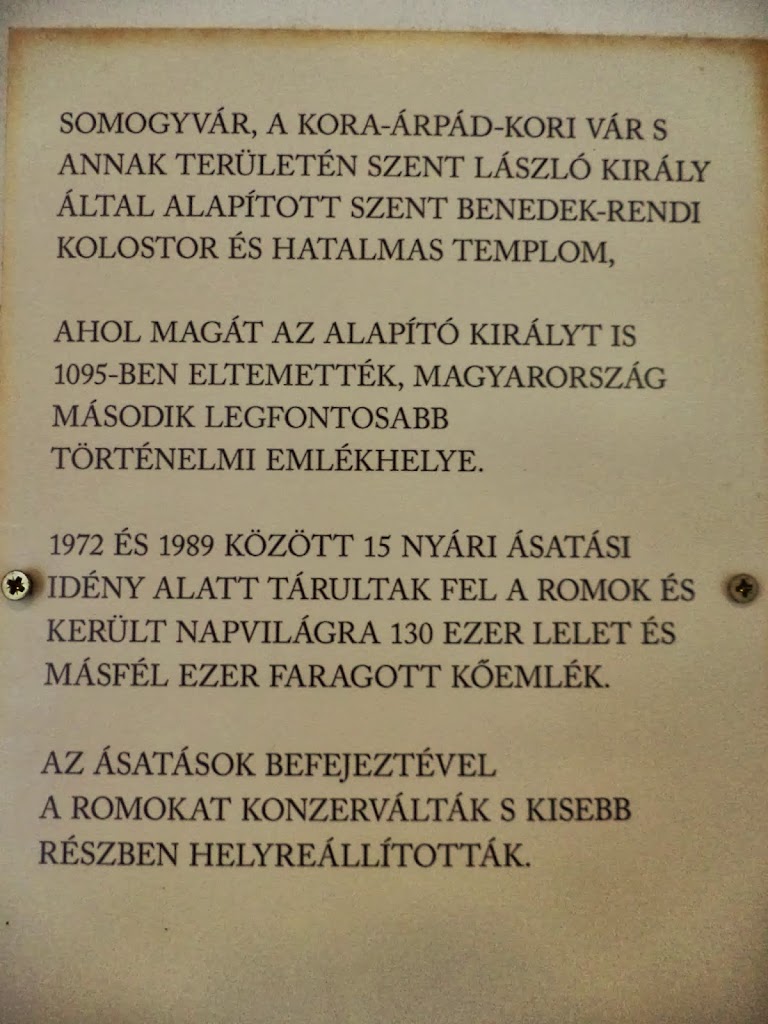 SOMOGYVÁR, A KORA-ÁRPÁD-KORI VÁR S
ANNAK TERÜLETÉN SZENT LÁSZLÓ KIRÁLY
ÁLTAL ALAPÍTOTT SZENT BENEDEK-RENDI
KOLOSTOR ÉS HATALMAS TEMPLOM,
AHOL MAGÁT AZ ALAPÍTÓ KIRÁLYT IS
1095-BEN ELTEMETTÉK, MAGYARORSZÁG
MÁSODIK LEGFONTOSABB
TÖRTÉNELMI EMLÉKHELYE.
1972 ÉS 1989 KÖZÖTT 15 NYÁRI ÁSATÁSI
IDÉNY ALATT TÁRULTAK FEL A ROMOK ÉS
KERÜLT NAPVILÁGRA 130 EZER LELET ÉS
MÁSFÉL EZER FARAGOTT KŐEMLÉK.
AZ ÁSATÁSOK BEFEJEZTÉVEL
A ROMOKAT KONZERVÁLTÁK S KISEBB
RÉSZBEN HELYREÁLLÍTOTTÁK.